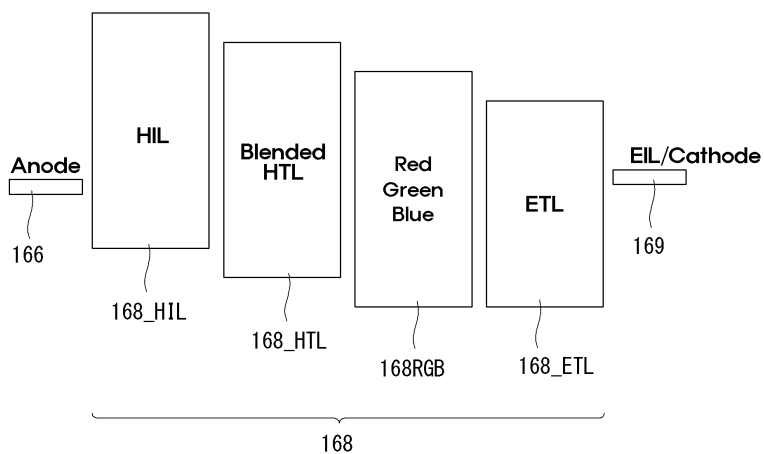 HIL
Blended
HTL
Red
Green
Blue
ETL
Anode
EIL/Cathode
166
169
168_HIL
168_HTL
168RGB
168_ETL
168